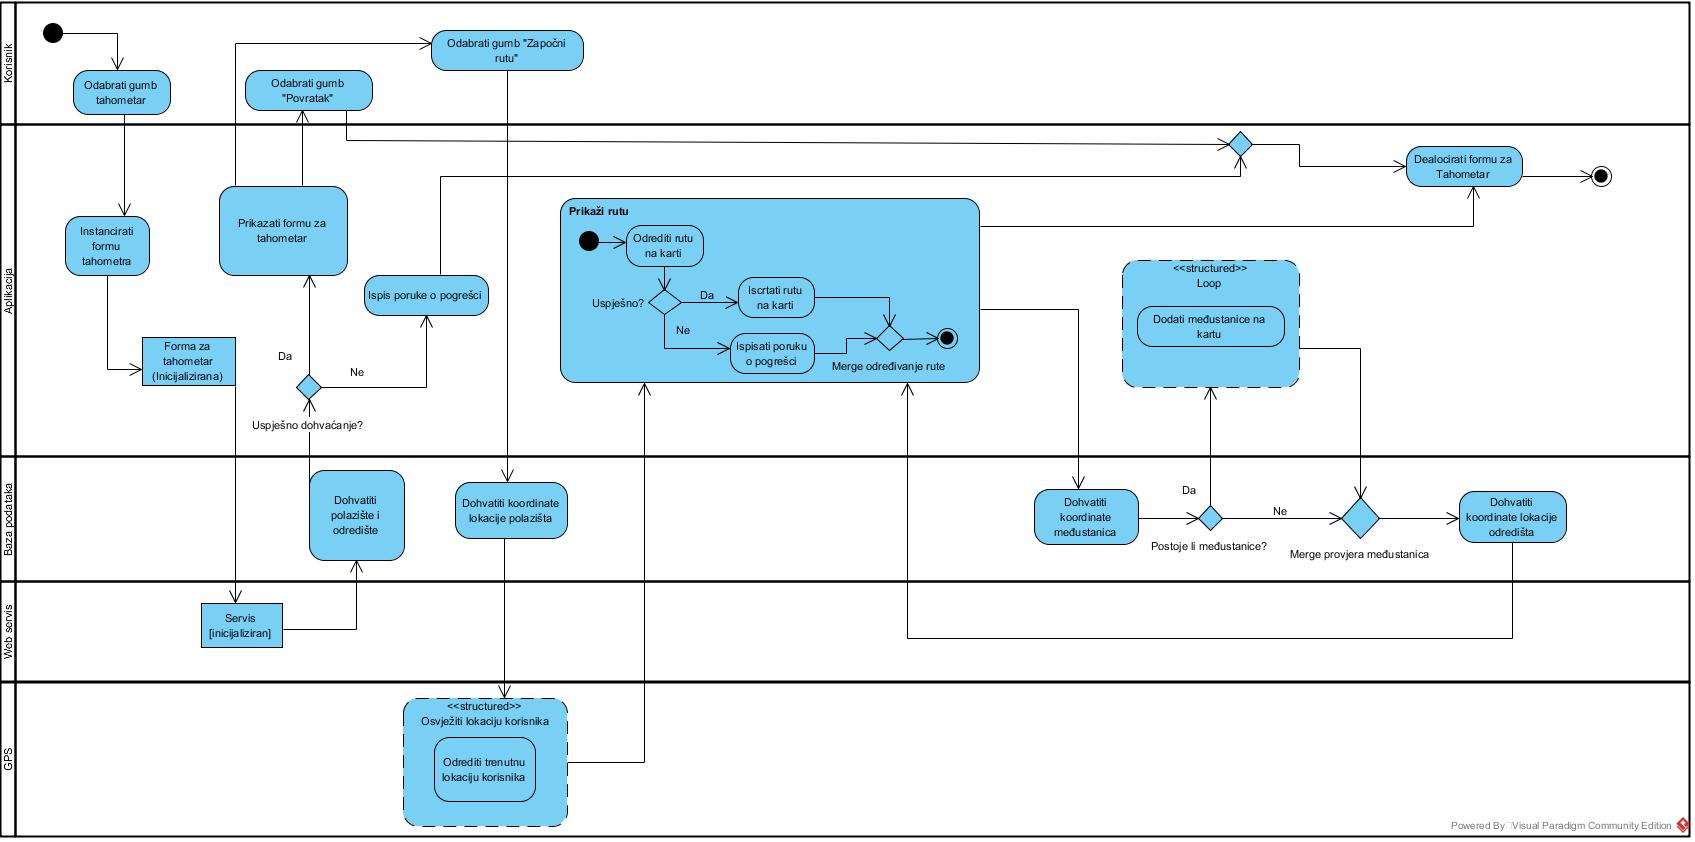 Korisnik
Odabrati gumb
tahometar
Odabrati gumb
"Povratak"
Odabrati gumb "Započni
rutu"
Aplikacija
Instancirati
formu
tahometra
Forma za
tahometar
(Inicijalizirana)
Prikazati formu za
tahometar
Da
Ne
Uspješno dohvaćanje?
Ispis poruke o pogrešci
Prikaži rutu
Odrediti rutu
na karti
Uspješno?
Da
Ne
Iscrtati rutu
na karti
Ispisati poruku
o pogrešci
Merge određivanje rute
<<structured>>
Loop
Dodati međustanice na
kartu
Dealocirati formu za
Tahometar
Baza podataka
Dohvatiti
polazište i
odredište
Dohvatiti koordinate
lokacije polazišta
Dohvatiti
koordinate
međustanica
Da
Ne
Postoje li međustanice?
Merge provjera međustanica
Dohvatiti
koordinate lokacije
odredišta
Web servis
Servis
[inicijaliziran]
GPS
<<structured>>
Osvježiti lokaciju korisnika
Odrediti trenutnu
lokaciju korisnika
Powered By Visual Paradigm Community Edition